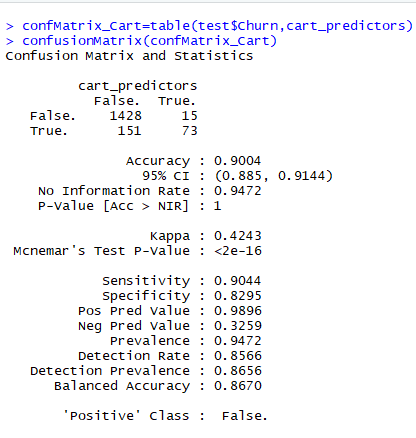 > confMatrix_Cart=table(test$Churn,cart_predictors)
> confusionMatrix(confMatrix_Cart)
Confusion Matrix and Statistics
cart_predictors
False. True.
False. 1428 15
True. 151 73
Accuracy : 0.9004
95% CI : (0.885, 0.9144)
No Information Rate : 0.9472
P-Value [Acc > NIR] : 1
Kappa : 0.4243
Mcnemar's Test P-Value : <2e-16
Sensitivity : 0.9044
Specificity : 0.8295
Pos Pred Value : 0.9896
Neg Pred Value : 0.3259
Prevalence : 0.9472
Detection Rate : 0.8566
Detection Prevalence : 0.8656
Balanced Accuracy : 0.8670
'Positive' Class : False.